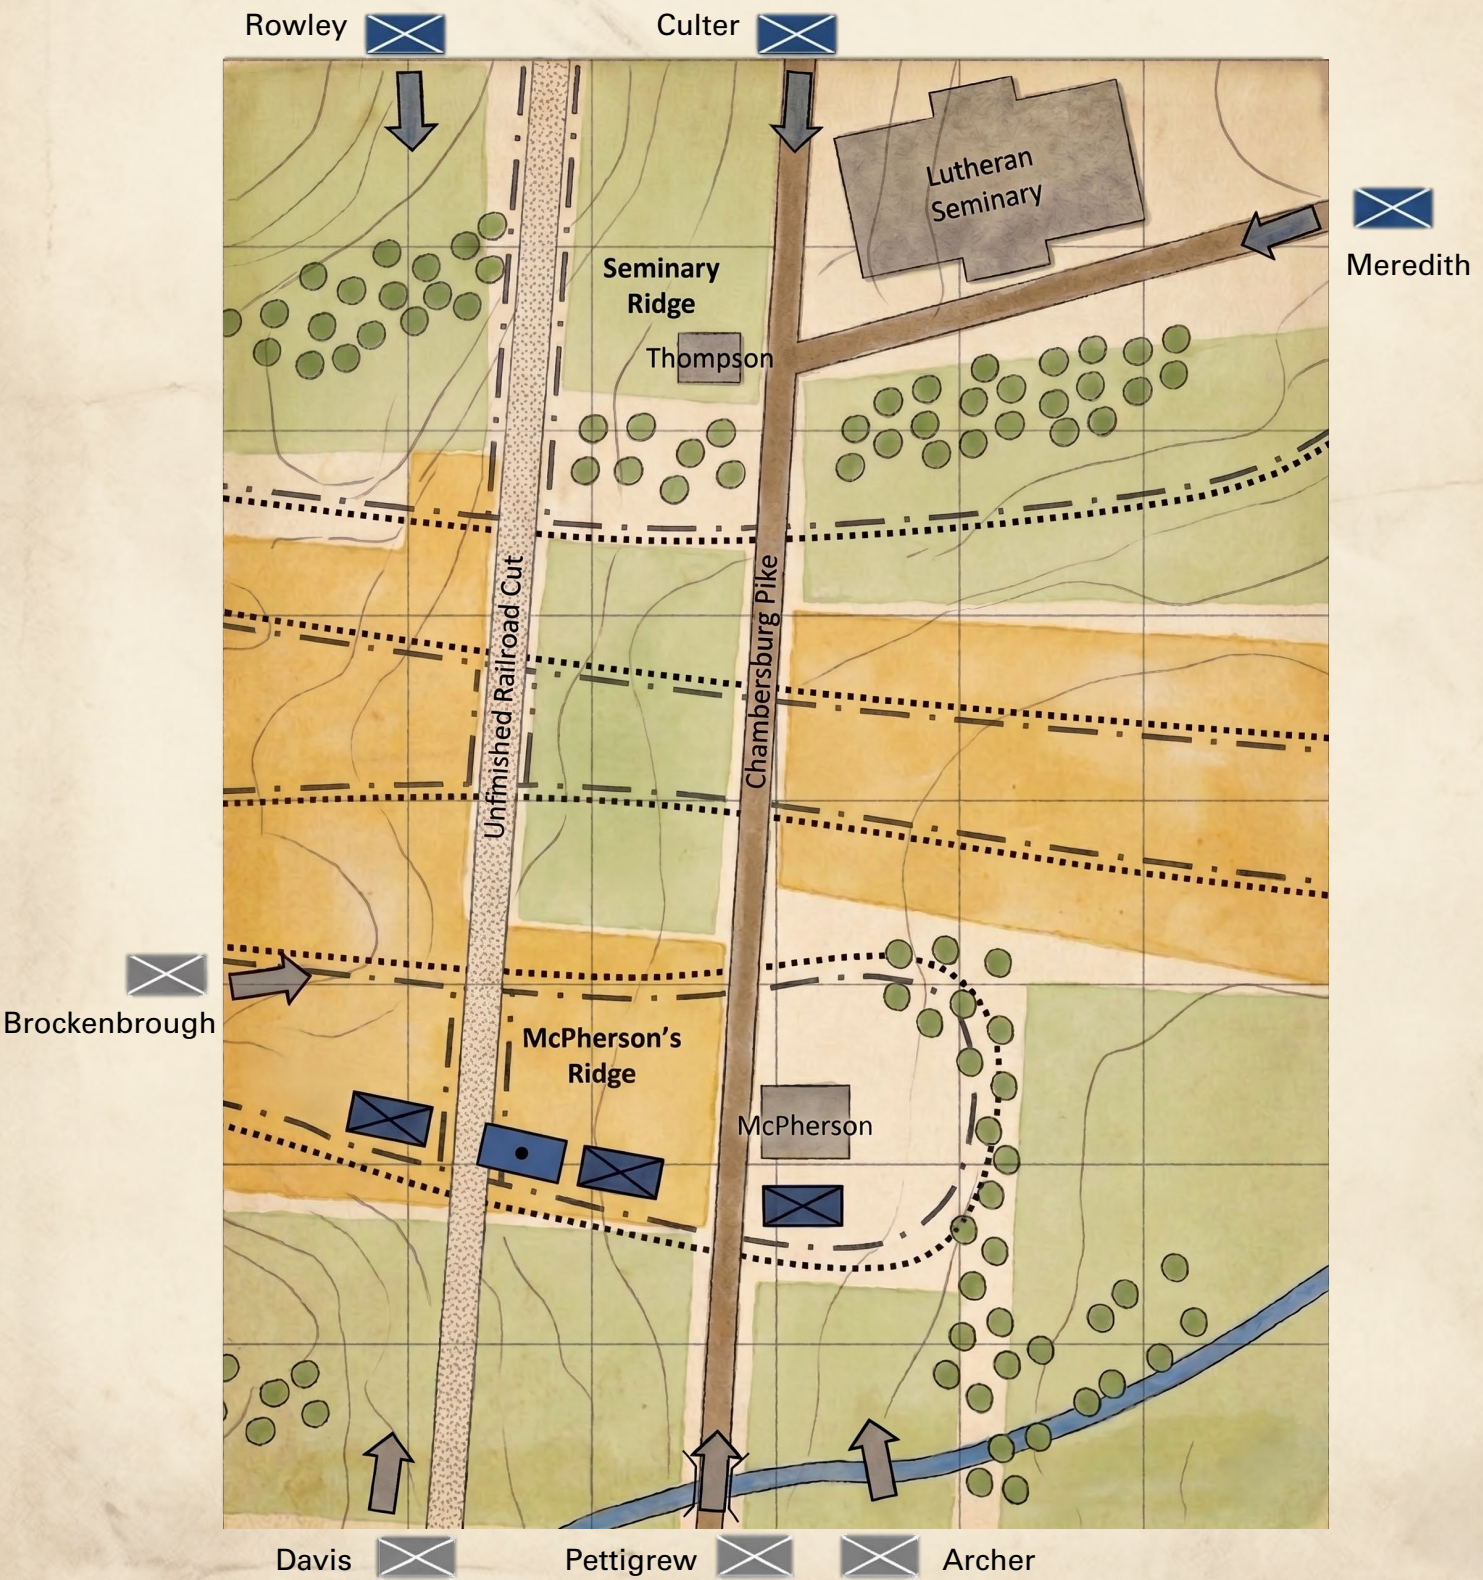 Rowley
Culter
Lutheran
Seminary
Meredith
Seminary
Ridge
Thompson
Unfinished Railroad Cut
Chambersburg Pike
Brockenbrough
McPherson’s
Ridge
McPherson
Davis
Pettigrew
Archer